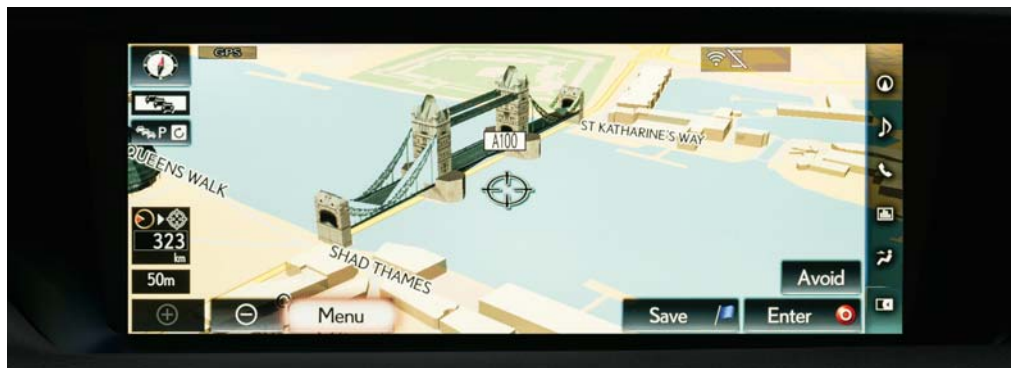 GPS
P
A100
ST KATHARINE'S WAY
QUEENS WALK
323
km
SHAD THAMES
50m
Avoid
Menu
Save
Enter